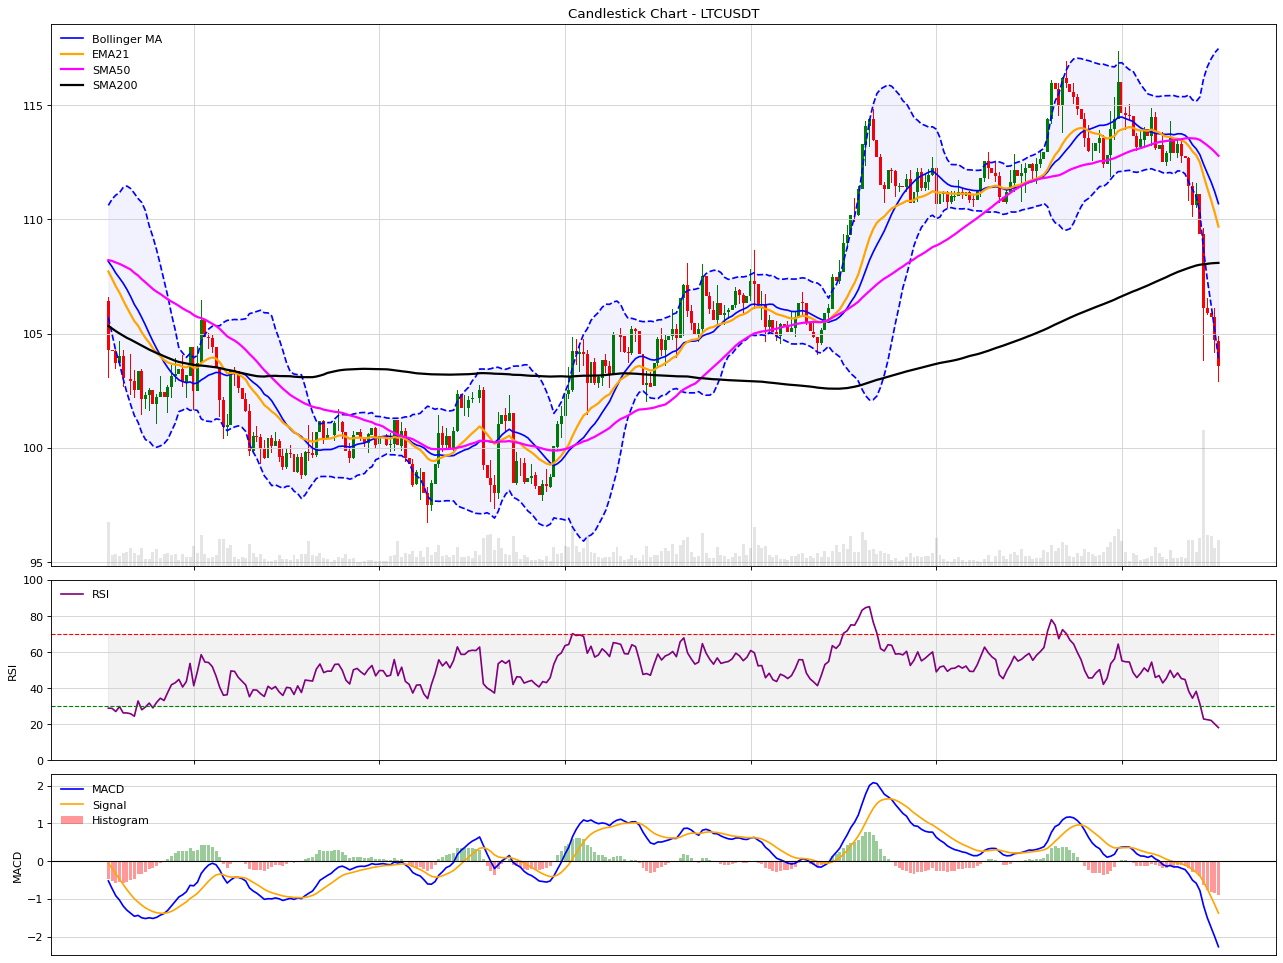 Candlestick Chart - LTCUSDT
Bollinger MA
EMA21
SMA50
SMA200
115
110
105
100
95
100
RSI
80
60
40
20
0
RSI
MACD
Signal
Histogram
2
1
0
−1
−2
MACD